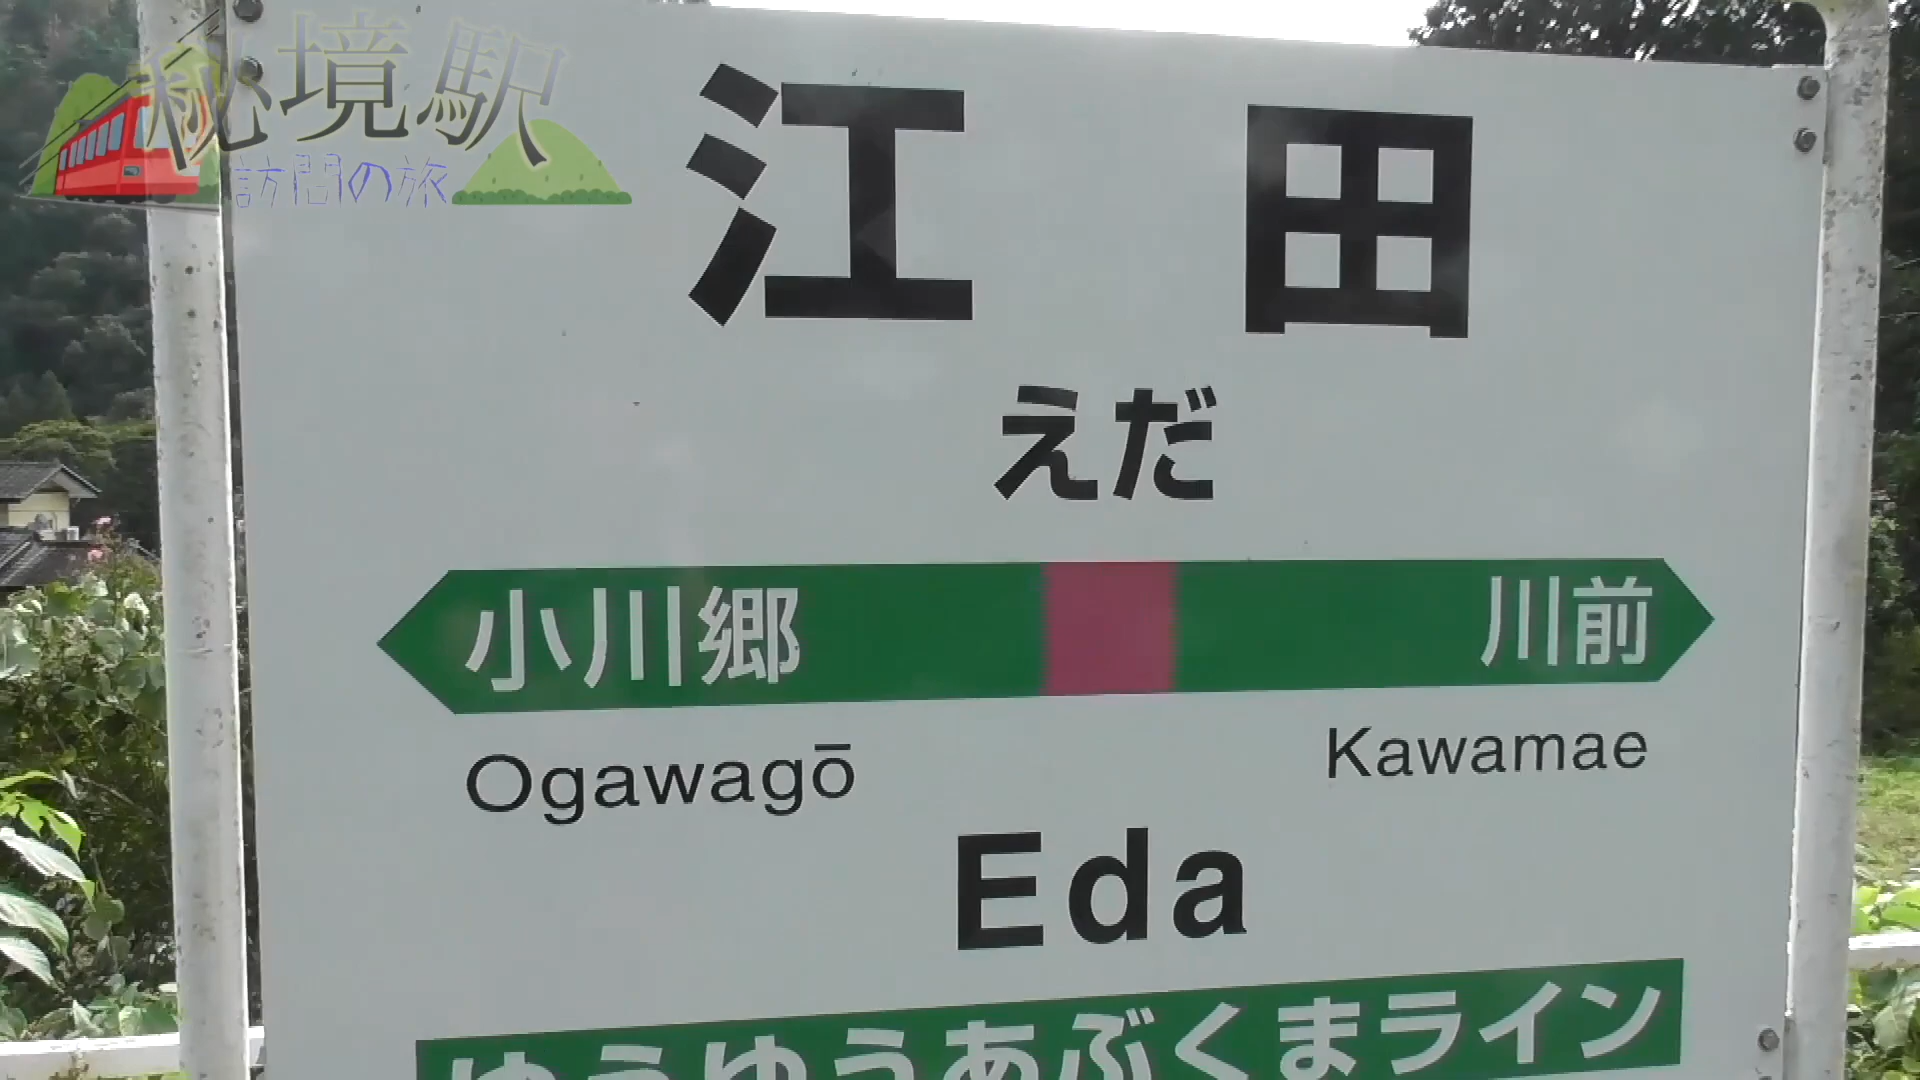 秘境駅
訪問の旅
江田
えだ
小川郷 川前
Ogawagō Kawamae
Eda
ゆうゆうあぶくまライン